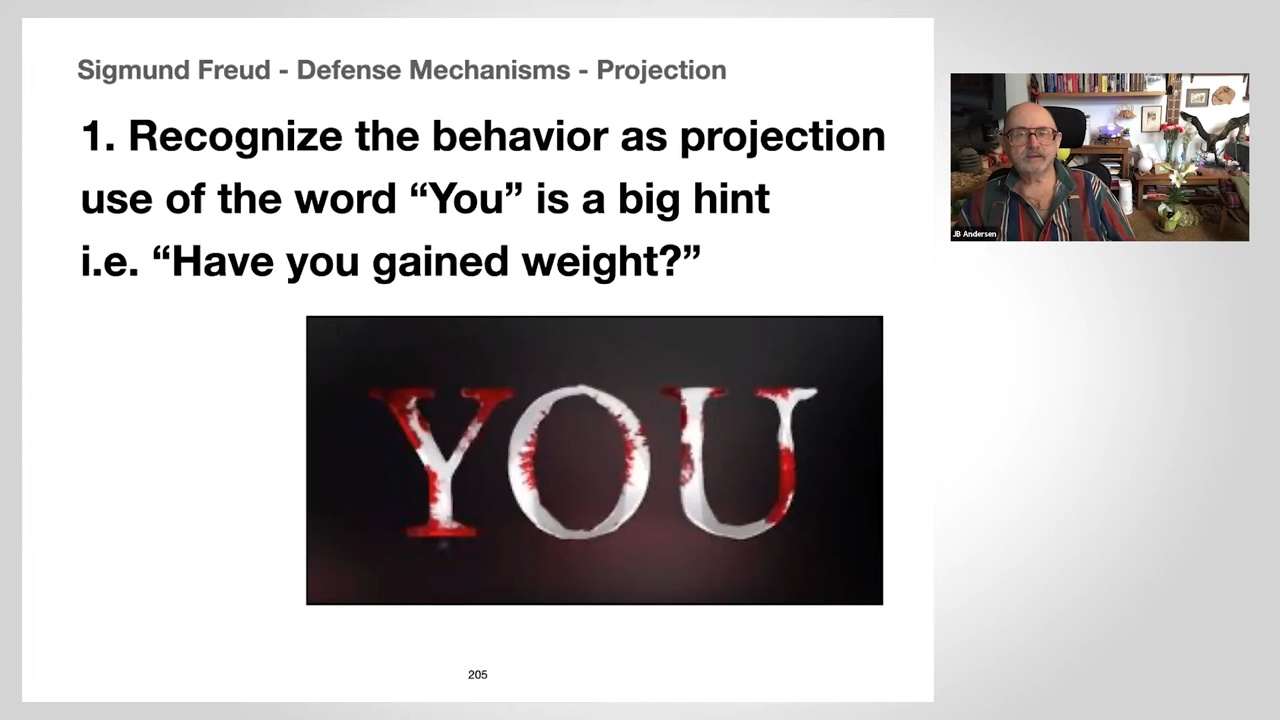 Sigmund Freud - Defense Mechanisms - Projection
1. Recognize the behavior as projection
use of the word “You” is a big hint
i.e. “Have you gained weight?”
YOU
205
JB Andersen